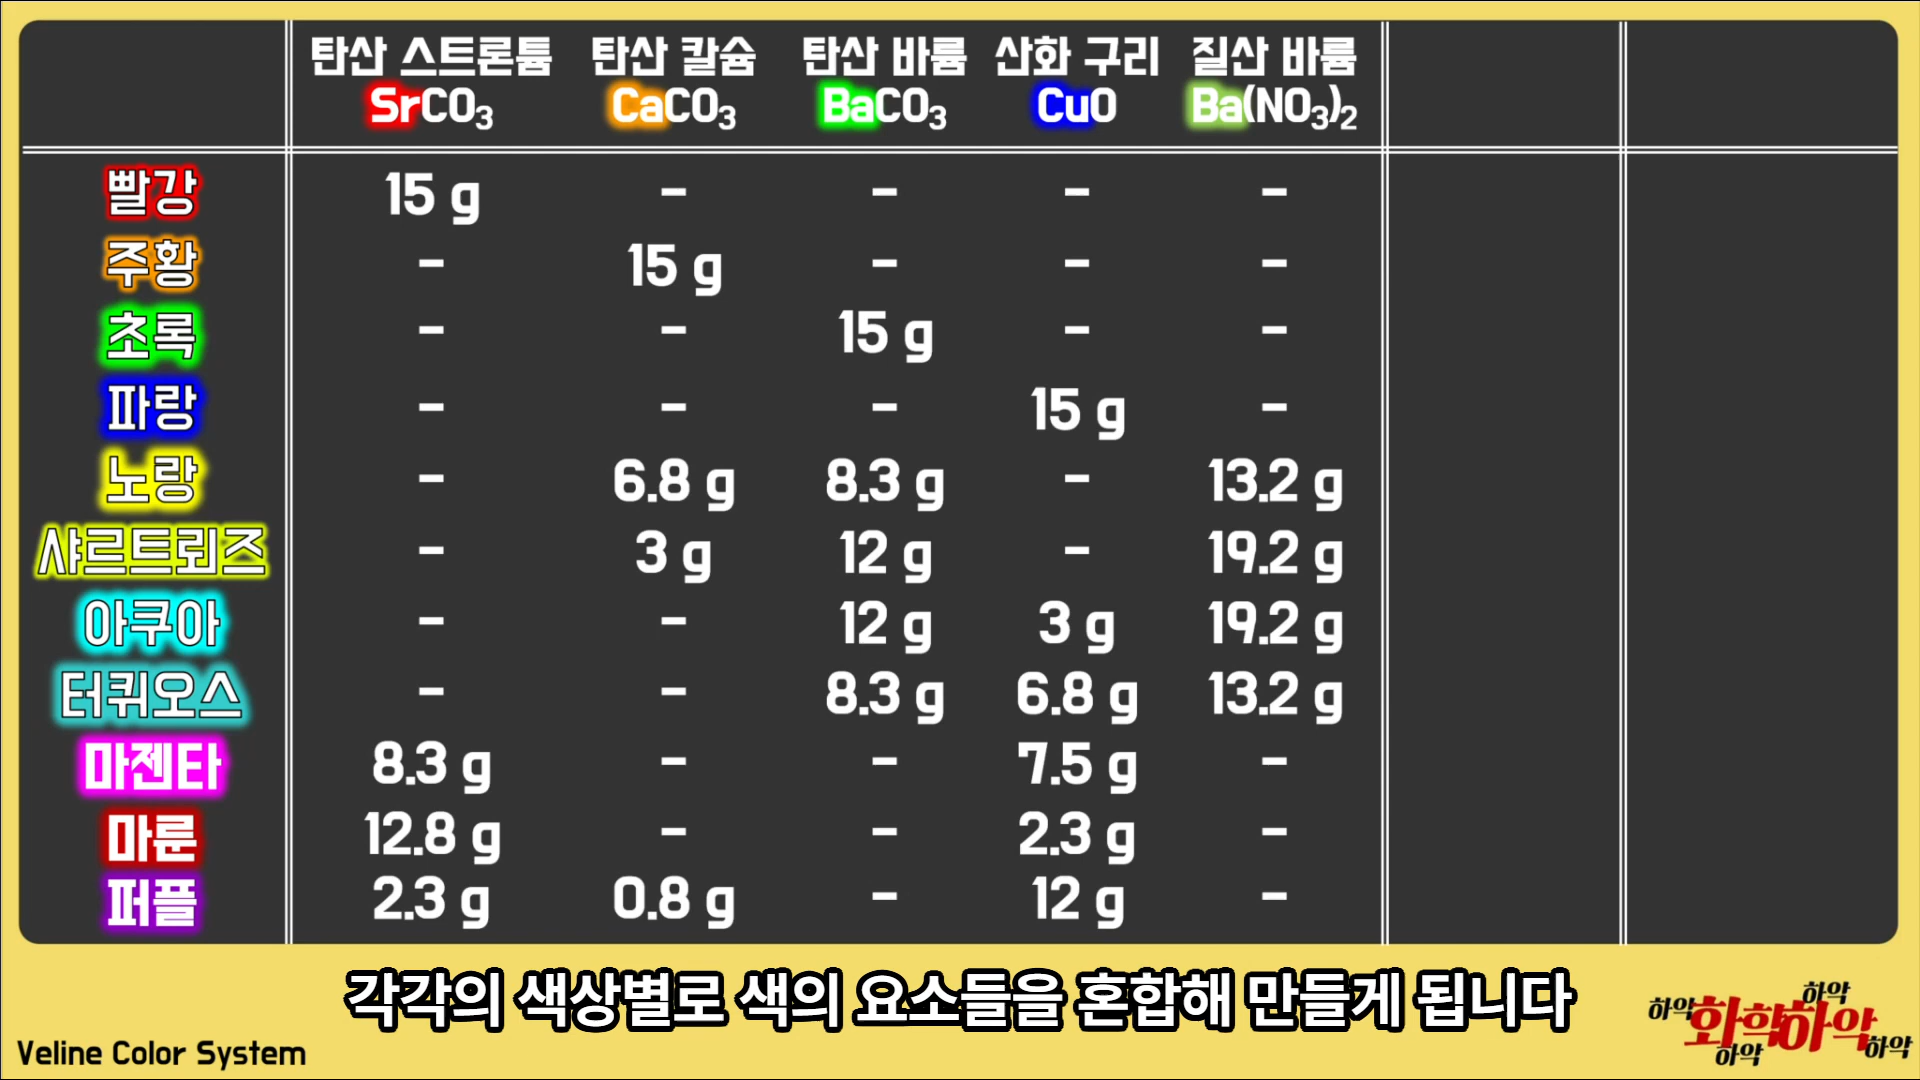 탄산 스트론튬 탄산 칼슘 탄산 바륨 산화 구리 질산 바륨
SrCO₃ CaCO₃ BaCO₃ CuO Ba(NO₃)₂
빨강 15 g - - - -
주황 - 15 g - - -
초록 - - 15 g - -
파랑 - - - 15 g -
노랑 - 6.8 g 8.3 g - 13.2 g
샤르트뢰즈 - 3 g 12 g - 19.2 g
아쿠아 - - 12 g 3 g 19.2 g
터쿼오스 - - 8.3 g 6.8 g 13.2 g
마젠타 8.3 g - - 7.5 g -
마룬 12.8 g - - 2.3 g -
퍼플 2.3 g 0.8 g - 12 g -
각각의 색상별로 색의 요소들을 혼합해 만들게 됩니다
Veline Color System
하악 화학하악 하악
하악 하악